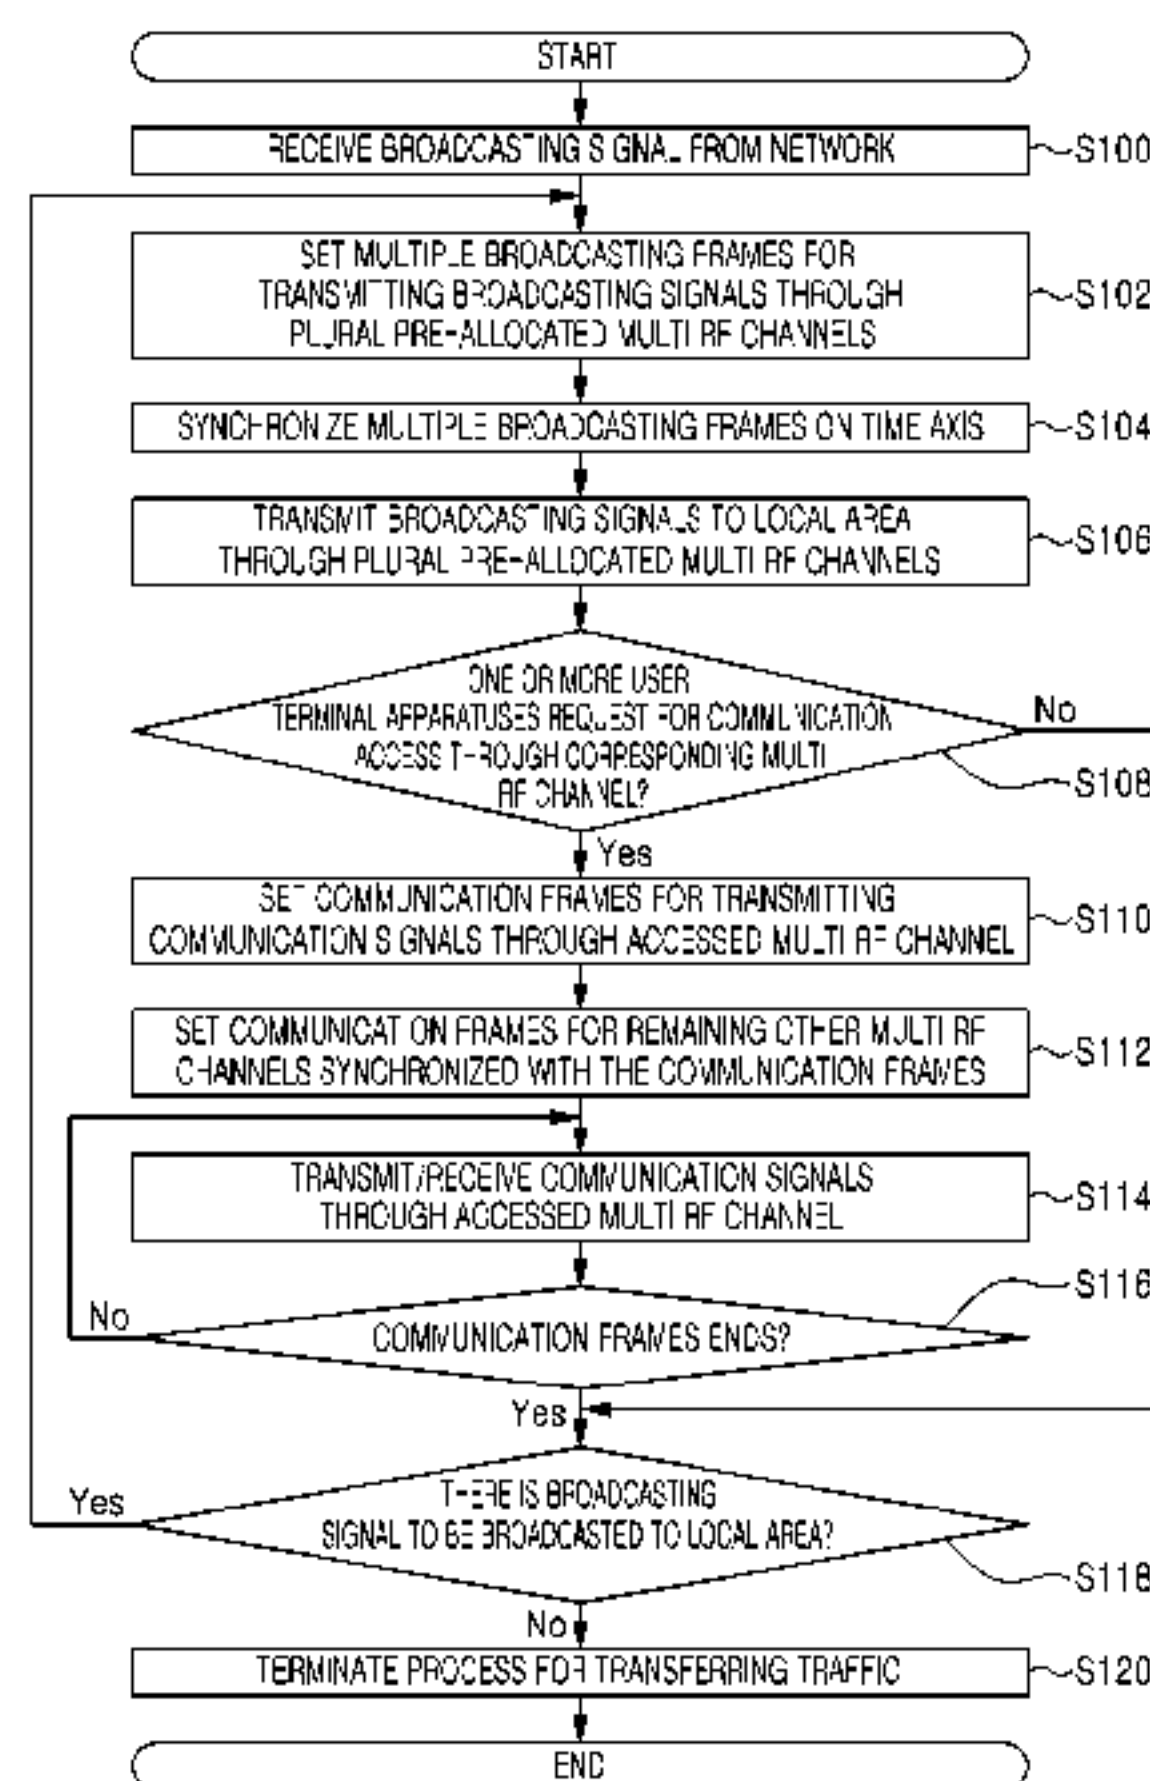 START
RECEIVE BROADCASTING SIGNAL FROM NETWORK
S100
SET MULTIPLE BROADCASTING FRAMES FOR
TRANSMITTING BROADCASTING SIGNALS THROUGH
PLURAL PRE-ALLOCATED MULTI RF CHANNELS
S102
SYNCHRONIZE MULTIPLE BROADCASTING FRAMES ON TIME AXIS
S104
TRANSMIT BROADCASTING SIGNALS TO LOCAL AREA
THROUGH PLURAL PRE-ALLOCATED MULTI RF CHANNELS
S106
ONE OR MORE USER
TERMINAL APPARATUSES REQUEST FOR COMMUNICATION
ACCESS THROUGH CORRESPONDING MULTI
RF CHANNEL?
No
S108
Yes
SET COMMUNICATION FRAMES FOR TRANSMITTING
COMMUNICATION SIGNALS THROUGH ACCESSED MULTI RF CHANNEL
S110
SET COMMUNICATION FRAMES FOR REMAINING OTHER MULTI RF
CHANNELS SYNCHRONIZED WITH THE COMMUNICATION FRAMES
S112
TRANSMIT/RECEIVE COMMUNICATION SIGNALS
THROUGH ACCESSED MULTI RF CHANNEL
S114
S116
No
COMMUNICATION FRAMES ENDS?
Yes
Yes
THERE IS BROADCASTING
SIGNAL TO BE BROADCASTED TO LOCAL AREA?
S118
No
TERMINATE PROCESS FOR TRANSFERRING TRAFFIC
S120
END